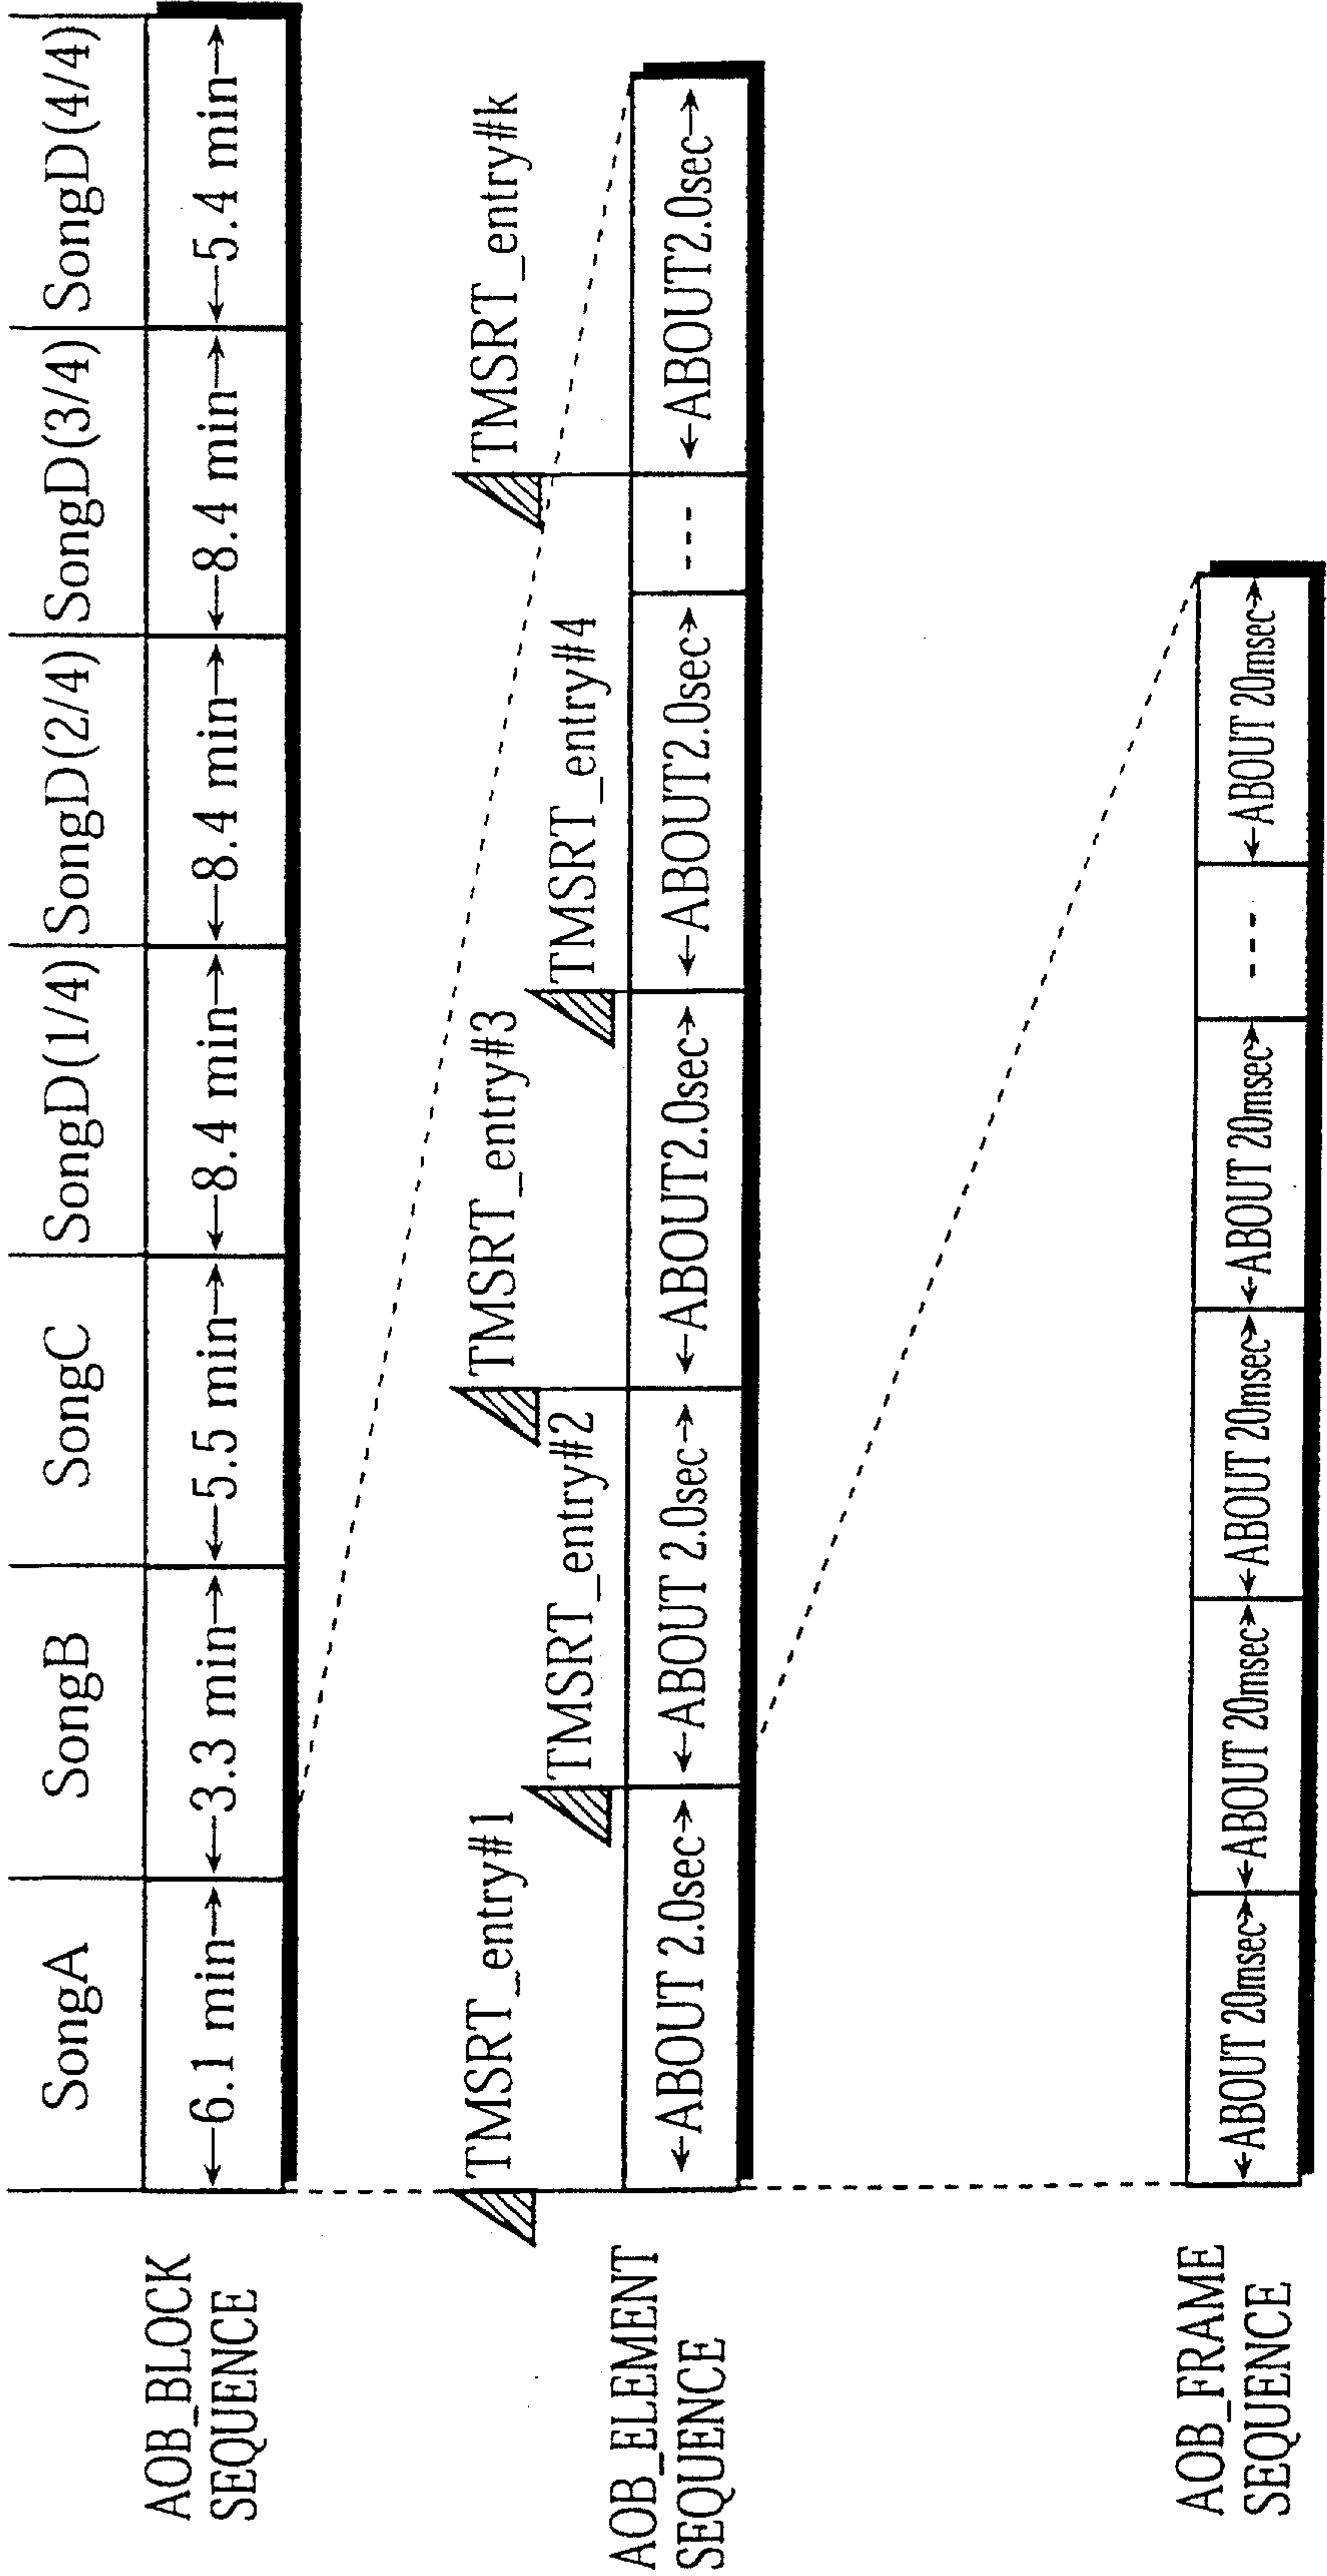 SongA SongB SongC SongD(1/4) SongD(2/4) SongD(3/4) SongD(4/4)
AOB_BLOCK
SEQUENCE
6.1 min 3.3 min 5.5 min 8.4 min 8.4 min 8.4 min 5.4 min
TMSRT_entry#1 TMSRT_entry#3 TMSRT_entry#k
TMSRT_entry#2 TMSRT_entry#4
AOB_ELEMENT
SEQUENCE
ABOUT 2.0sec ABOUT 2.0sec ABOUT2.0sec ABOUT2.0sec --- ABOUT2.0sec
AOB_FRAME
SEQUENCE
ABOUT 20msec ABOUT 20msec ABOUT 20msec ABOUT 20msec --- ABOUT 20msec